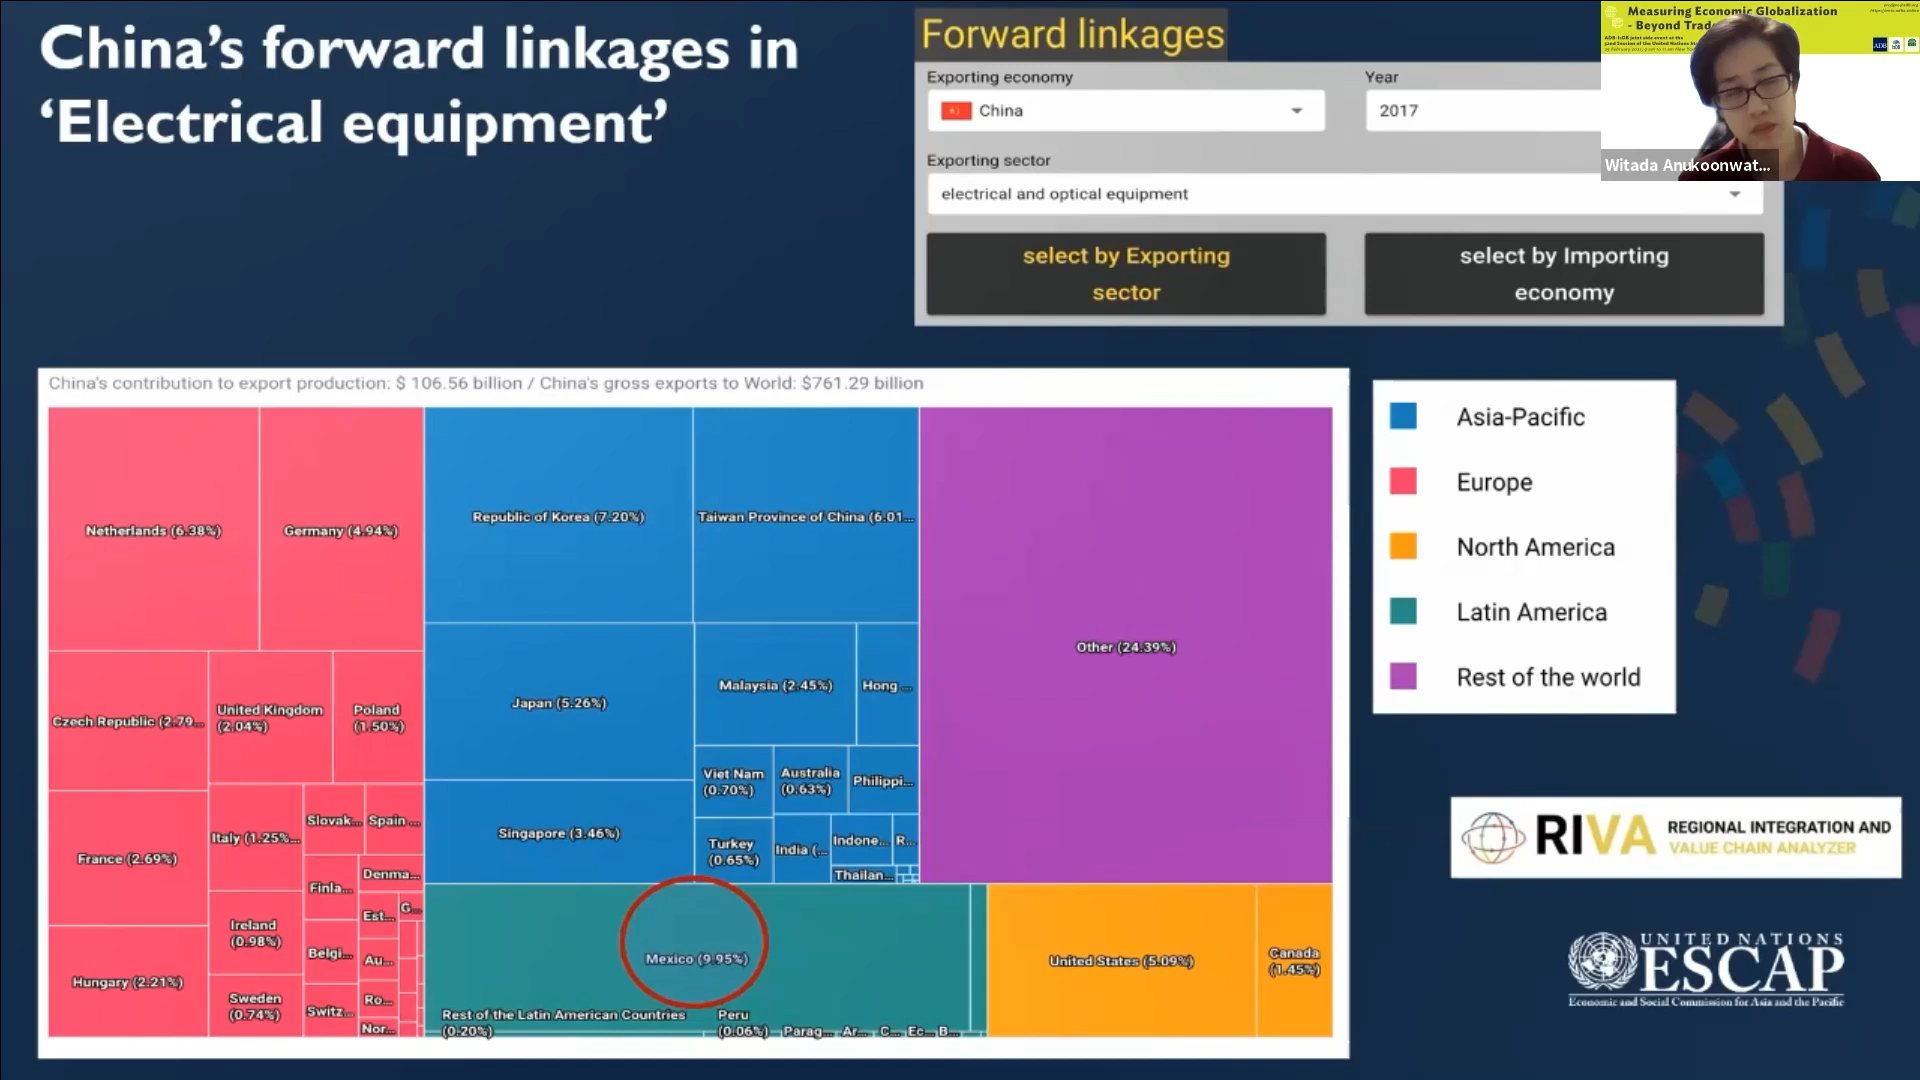 China's forward linkages in
'Electrical equipment'
Forward linkages
Exporting economy
Year
China
2017
Exporting sector
electrical and optical equipment
select by Exporting
sector
select by Importing
economy
Measuring Economic Globalization
- Beyond Trad
Witada Anukoonwat...
China's contribution to export production: $ 106.56 billion / China's gross exports to World: $761.29 billion
Netherlands (6.38%)
Germany (4.94%)
Republic of Korea (7.20%)
Taiwan Province of China (6.01...
Other (24.39%)
Czech Republic (2.79...
United Kingdom
(2.04%)
Poland
(1.50%)
Japan (5.26%)
Malaysia (2.45%)
Hong ...
Viet Nam
(0.70%)
Australia
(0.63%)
Philippi...
France (2.69%)
Italy (1.25%...
Slovak...
Spain ...
Singapore (3.46%)
Turkey
(0.65%)
India (...
Indone...
R...
Thailan...
Finla...
Denma...
Hungary (2.21%)
Ireland
(0.98%)
Est...
G...
Belgi...
Au...
Sweden
(0.74%)
Switz...
Ro...
Nor...
Mexico (9.95%)
Rest of the Latin American Countries
(0.20%)
Peru
(0.06%)
Parag...
Ar...
C...
Ec...
B...
United States (5.09%)
Canada
(1.45%)
Asia-Pacific
Europe
North America
Latin America
Rest of the world
RIVA
REGIONAL INTEGRATION AND
VALUE CHAIN ANALYZER
UNITED NATIONS
ESCAP
Economic and Social Commission for Asia and the Pacific